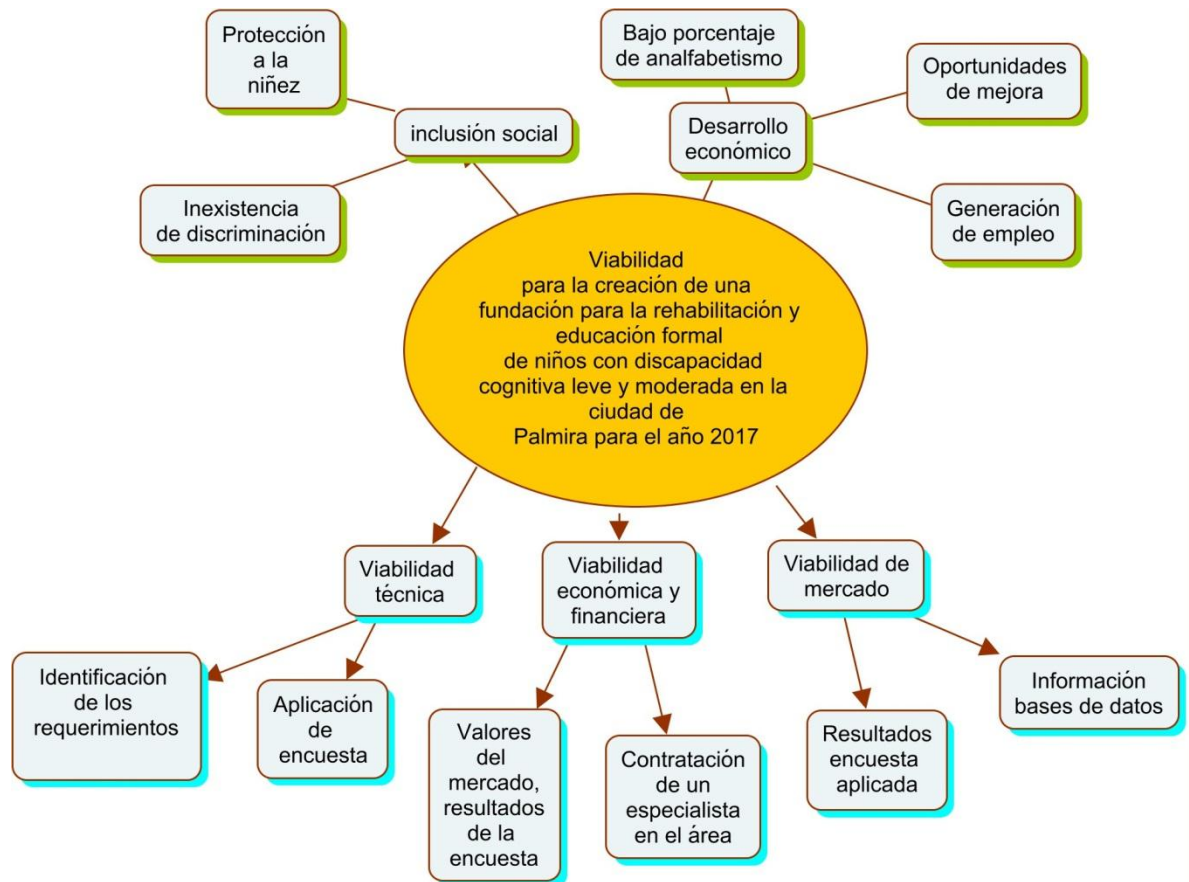 Protección
a la
niñez
Bajo porcentaje
de analfabetismo
Oportunidades
de mejora
inclusión social
Desarrollo
económico
Inexistencia
de discriminación
Generación
de empleo
Viabilidad
para la creación de una
fundación para la rehabilitación y
educación formal
de niños con discapacidad
cognitiva leve y moderada en la
ciudad de
Palmira para el año 2017
Viabilidad
técnica
Viabilidad
económica y
financiera
Viabilidad de
mercado
Identificación
de los
requerimientos
Aplicación
de
encuesta
Valores
del
mercado,
resultados
de la
encuesta
Contratación
de un
especialista
en el área
Resultados
encuesta
aplicada
Información
bases de datos